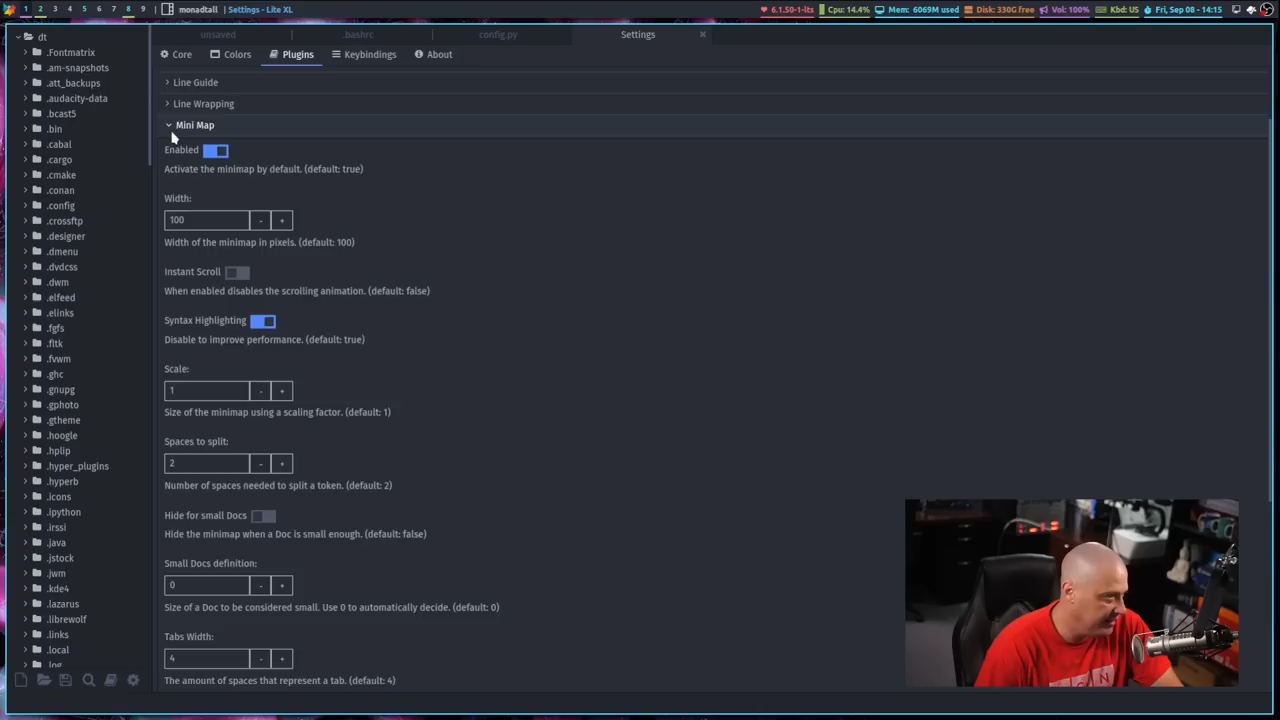 1 2 3 4 5 6 7 8 9 monadtall Settings - Lite XL
6.1.50-1-lts Cpu: 14.4% Mem: 6069M used Disk: 330G free Vol: 100% Kbd: US Fri, Sep 08 - 14:15
dt
.Fontmatrix
.am-snapshots
.att_backups
.audacity-data
.bcast5
.bin
.cabal
.cargo
.cmake
.conan
.config
.crossftp
.designer
.dmenu
.dvdcss
.dwm
.elfeed
.elinks
.fgfs
.fltk
.fvwm
.ghc
.gnupg
.gphoto
.gtheme
.hoogle
.hplip
.hyper_plugins
.hyperb
.icons
.ipython
.irssi
.java
.jstock
.jwm
.kde4
.lazarus
.librewolf
.links
.local
.log
unsaved .bashrc config.py Settings
Core Colors Plugins Keybindings About
Line Guide
Line Wrapping
Mini Map
Enabled
Activate the minimap by default. (default: true)
Width:
100 - +
Width of the minimap in pixels. (default: 100)
Instant Scroll
When enabled disables the scrolling animation. (default: false)
Syntax Highlighting
Disable to improve performance. (default: true)
Scale:
1 - +
Size of the minimap using a scaling factor. (default: 1)
Spaces to split:
2 - +
Number of spaces needed to split a token. (default: 2)
Hide for small Docs
Hide the minimap when a Doc is small enough. (default: false)
Small Docs definition:
0 - +
Size of a Doc to be considered small. Use 0 to automatically decide. (default: 0)
Tabs Width:
4 - +
The amount of spaces that represent a tab. (default: 4)